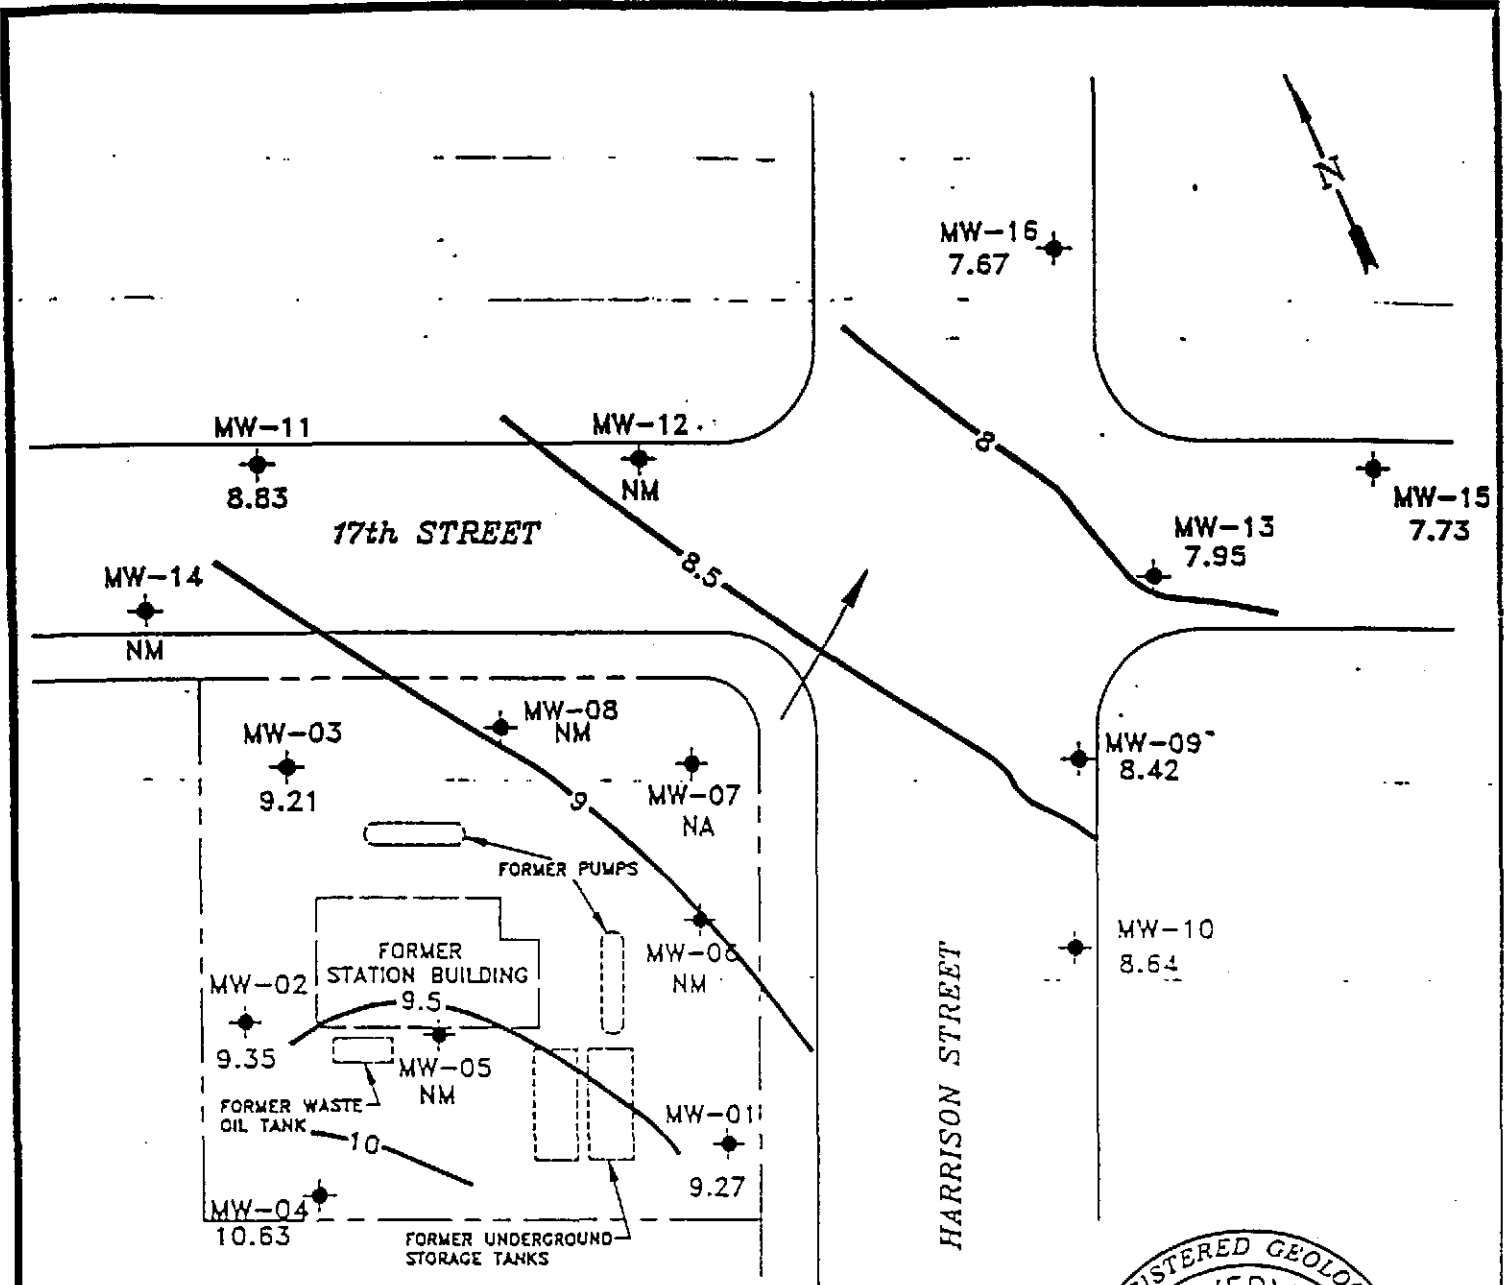 N
MW-16
7.67
MW-11
8.83
MW-12
NM
8
MW-15
7.73
17th STREET
MW-13
7.95
8.5
MW-14
NM
MW-08
NM
MW-03
9.21
MW-09
8.42
9
MW-07
NA
FORMER PUMPS
MW-06
NM
MW-10
8.64
FORMER
STATION BUILDING
MW-02
9.35
9.5
MW-05
NM
HARRISON STREET
FORMER WASTE
OIL TANK
10
MW-01
9.27
MW-04
10.63
FORMER UNDERGROUND
STORAGE TANKS
GEOLO